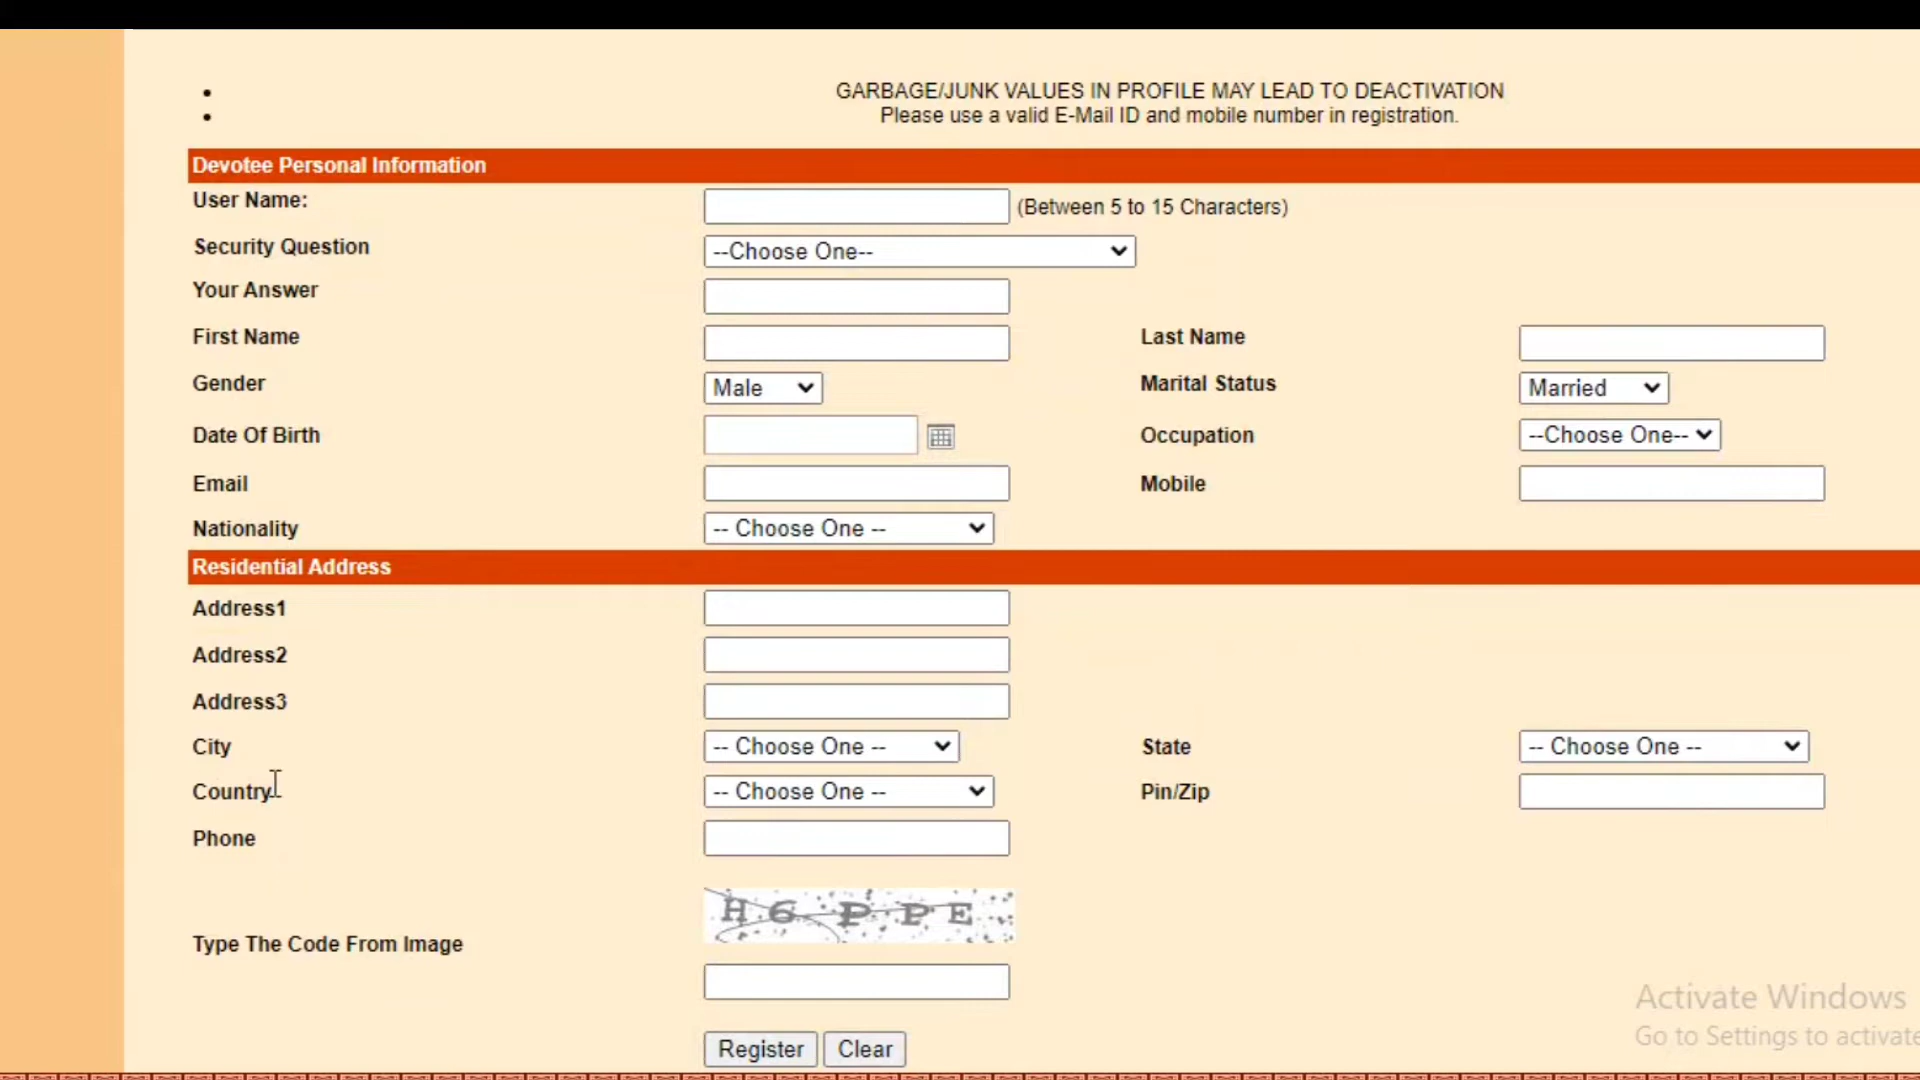 GARBAGE/JUNK VALUES IN PROFILE MAY LEAD TO DEACTIVATION
Please use a valid E-Mail ID and mobile number in registration.
Devotee Personal Information
User Name: (Between 5 to 15 Characters)
Security Question --Choose One--
Your Answer
First Name Last Name
Gender Male Marital Status Married
Date Of Birth Occupation --Choose One--
Email Mobile
Nationality -- Choose One --
Residential Address
Address1
Address2
Address3
City -- Choose One -- State -- Choose One --
Country -- Choose One -- Pin/Zip
Phone
H6PPE
Type The Code From Image
Register Clear
Activate Windows
Go to Settings to activate